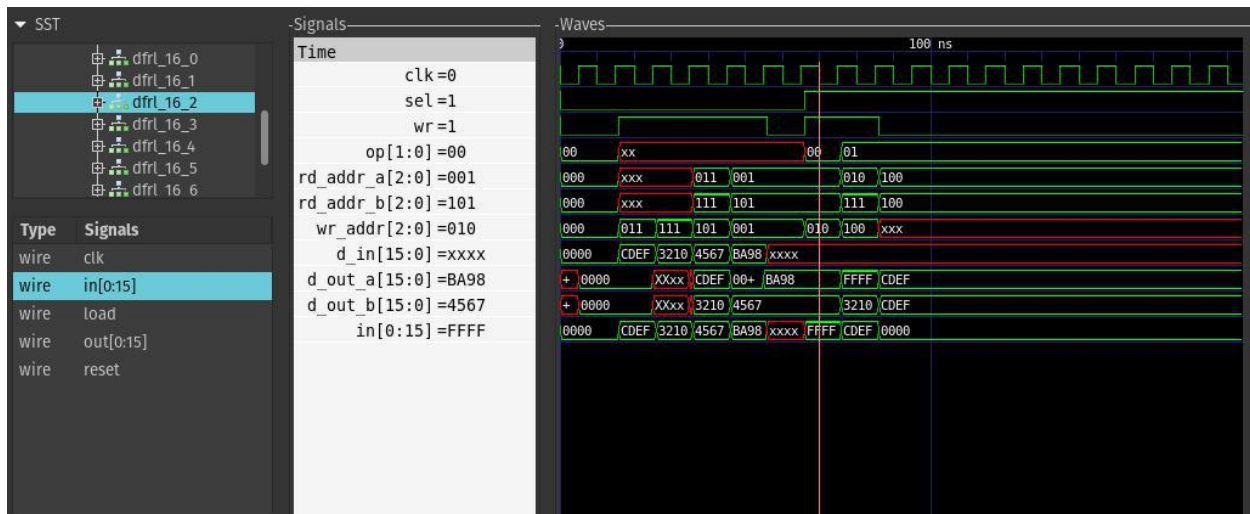 SST
dfrl_16_0
dfrl_16_1
dfrl_16_2
dfrl_16_3
dfrl_16_4
dfrl_16_5
dfrl_16_6
Type Signals
wire clk
wire in[0:15]
wire load
wire out[0:15]
wire reset
Signals
Time
clk=0
sel=1
wr=1
op[1:0]=00
rd_addr_a[2:0]=001
rd_addr_b[2:0]=101
wr_addr[2:0]=010
d_in[15:0]=xxxx
d_out_a[15:0]=BA98
d_out_b[15:0]=4567
in[0:15]=FFFF
Waves
0 100 ns
00 xx 00 01
000 xxx 011 001 010 100
000 xxx 111 101 111 100
000 011 111 101 001 010 100 xxx
0000 CDEF 3210 4567 BA98 xxxx
+ 0000 XXxx CDEF 00+ BA98 FFFF CDEF
+ 0000 XXxx 3210 4567 3210 CDEF
0000 CDEF 3210 4567 BA98 xxxx FFFF CDEF 0000